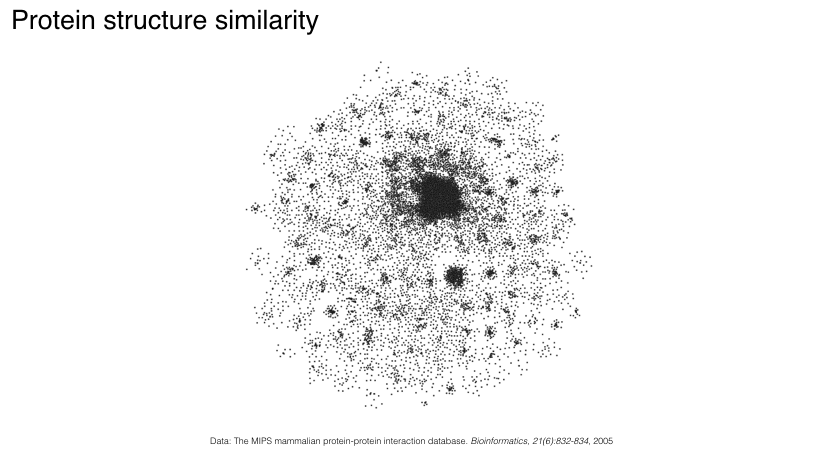 Protein structure similarity
Data: The MIPS mammalian protein-protein interaction database. Bioinformatics, 21(6):832-834, 2005